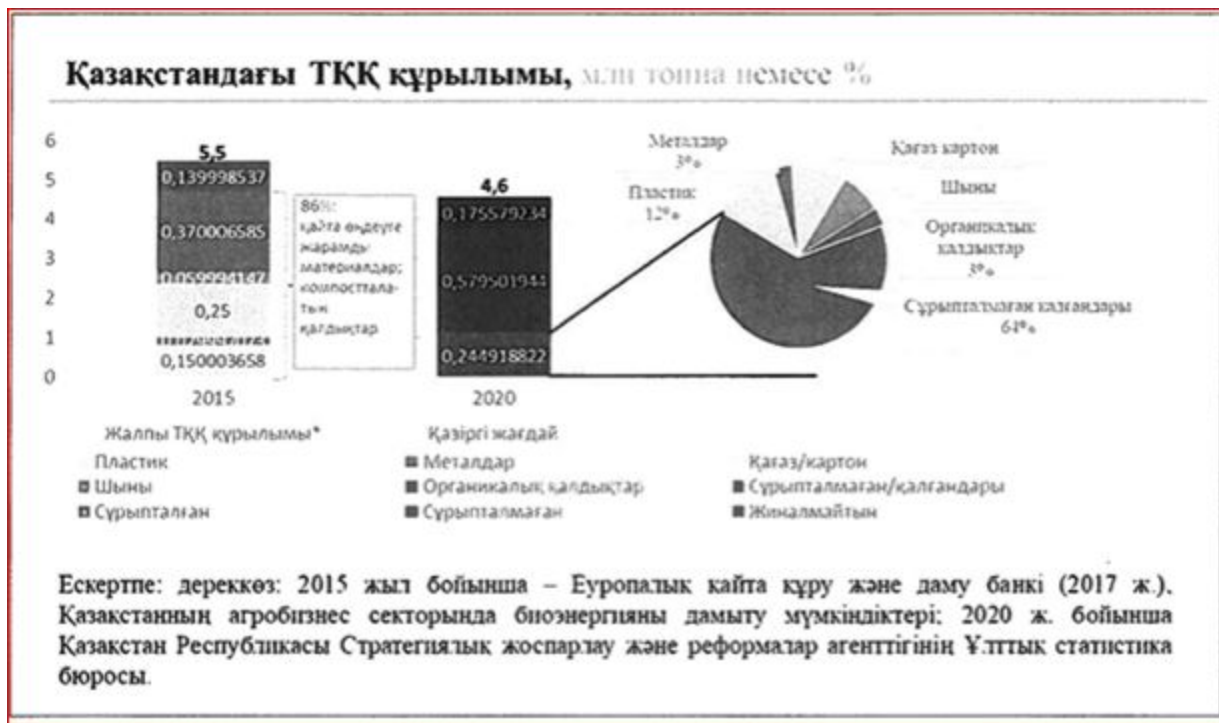 Қазақстандағы ТҚҚ құрылымы, млн тонна немесе %
6
5
4
3
2
1
0
5,5
0,139998537
0,370006585
0,059994147
0,25
0,150003658
2015
Жалпы ТҚҚ құрылымы*
86%:
қайта өңдеуге
жарамды
материалдар;
компостала-
тын
қалдықтар
4,6
0,175579234
0,579501944
0,244918822
2020
Қазіргі жағдай
Металдар
3%
Пластик
12%
Қағаз картон
Шыны
Органикалық
қалдықтар
3%
Сұрыпталмаған қалғандары
64%
Пластик
Металдар
Қағаз/картон
Шыны
Органикалық қалдықтар
Сұрыпталмаған/қалғандары
Сұрыпталған
Сұрыпталмаған
Жиналмайтын
Ескертпе: дереккөз: 2015 жыл бойынша – Еуропалық қайта құру және даму банкі (2017 ж.),
Қазақстанның агробизнес секторында биоэнергияны дамыту мүмкіндіктері; 2020 ж. бойынша
Қазақстан Республикасы Стратегиялық жоспарлау және реформалар агенттігінің Ұлттық статистика
бюросы.